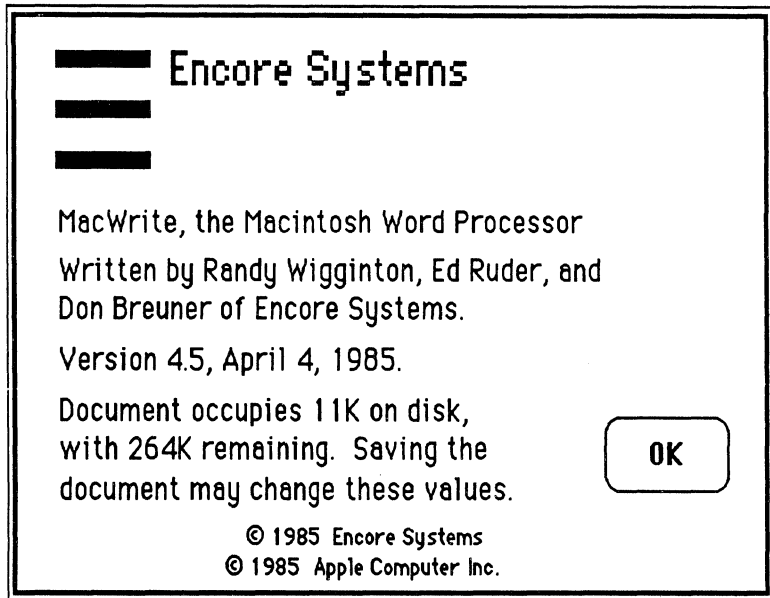 Encore Systems
MacWrite, the Macintosh Word Processor
Written by Randy Wigginton, Ed Ruder, and
Don Breuner of Encore Systems.
Version 4.5, April 4, 1985.
Document occupies 11K on disk,
with 264K remaining. Saving the
document may change these values.
OK
© 1985 Encore Systems
© 1985 Apple Computer Inc.